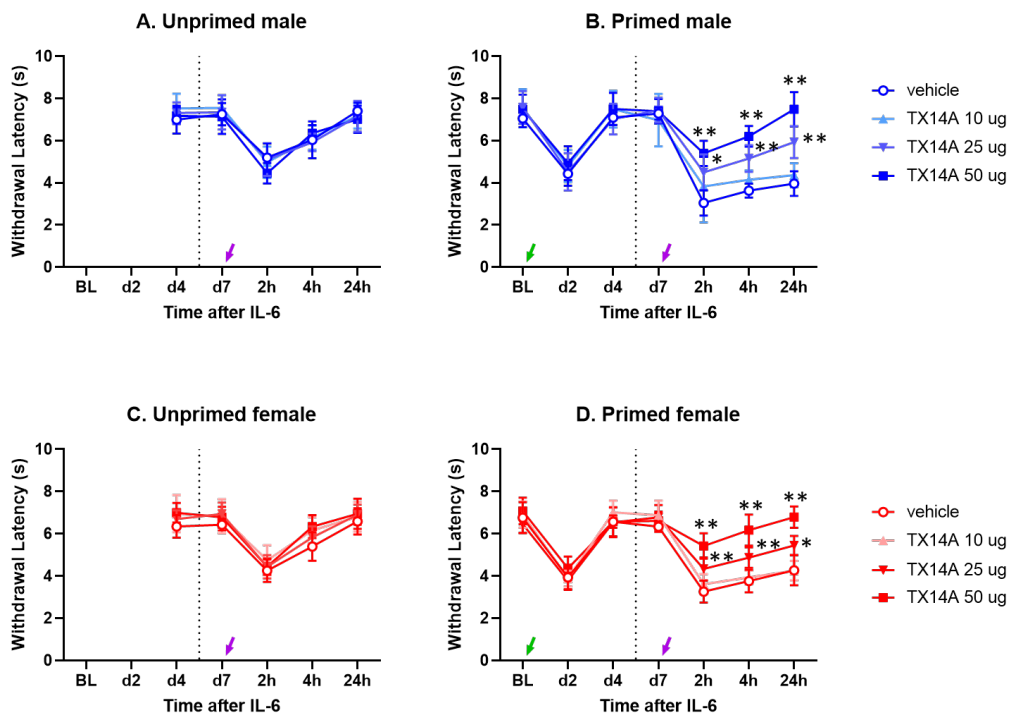 A. Unprimed male
Withdrawal Latency (s)
10
8
6
4
2
0
BL d2 d4 d7 2h 4h 24h
Time after IL-6
B. Primed male
Withdrawal Latency (s)
10
8
6
4
2
0
**
**
**
*
**
**
BL d2 d4 d7 2h 4h 24h
Time after IL-6
vehicle
TX14A 10 ug
TX14A 25 ug
TX14A 50 ug
C. Unprimed female
Withdrawal Latency (s)
10
8
6
4
2
0
BL d2 d4 d7 2h 4h 24h
Time after IL-6
D. Primed female
Withdrawal Latency (s)
10
8
6
4
2
0
**
**
**
**
**
*
BL d2 d4 d7 2h 4h 24h
Time after IL-6
vehicle
TX14A 10 ug
TX14A 25 ug
TX14A 50 ug